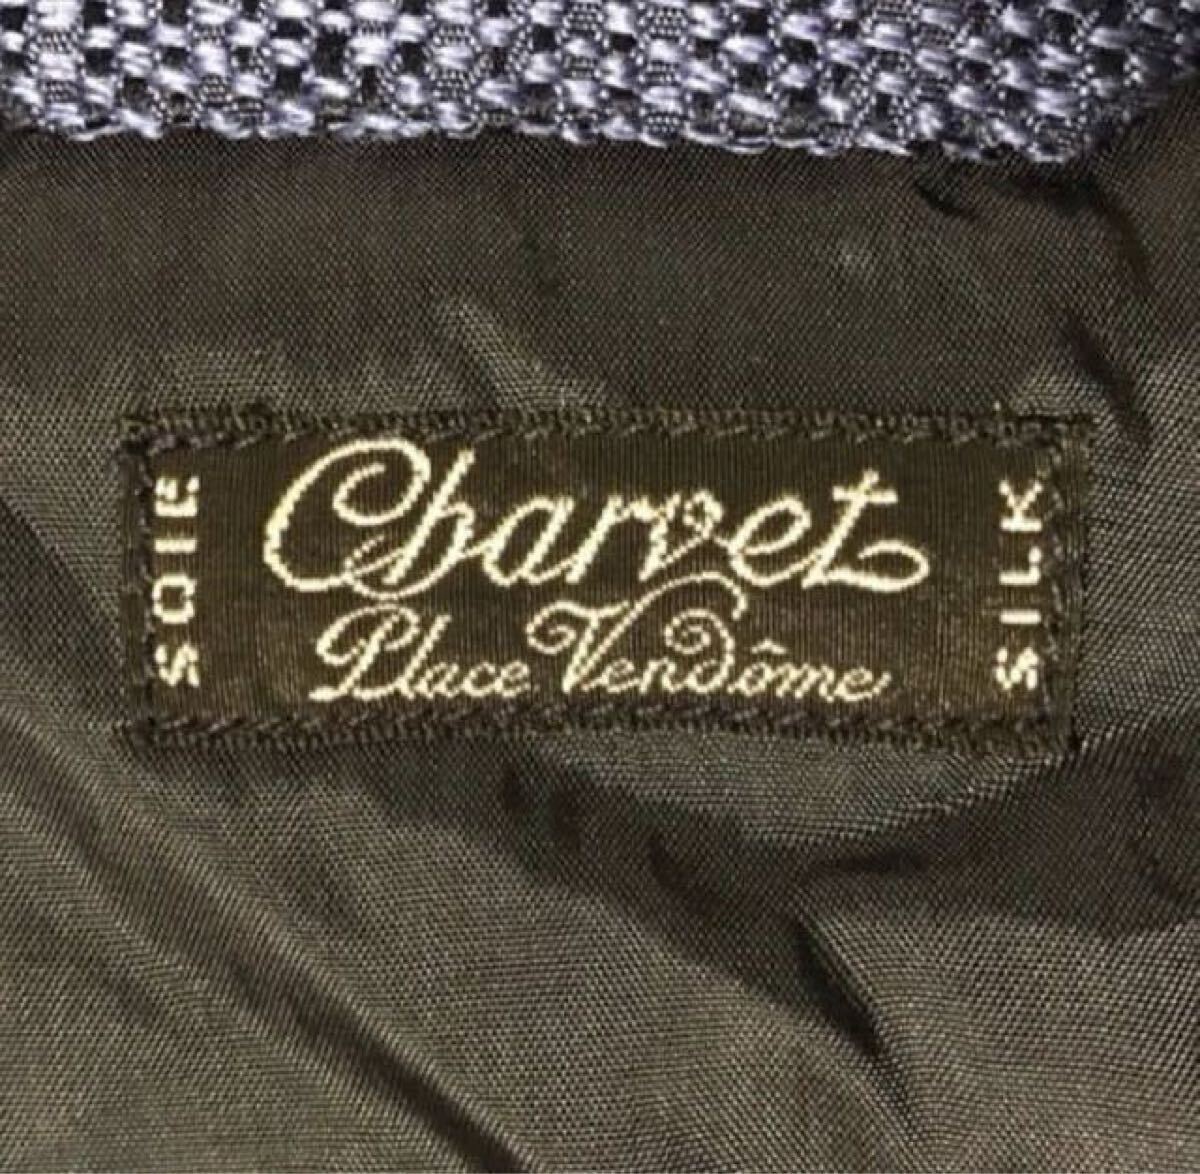 SOIE
Charvet
Place Vendôme
SILK